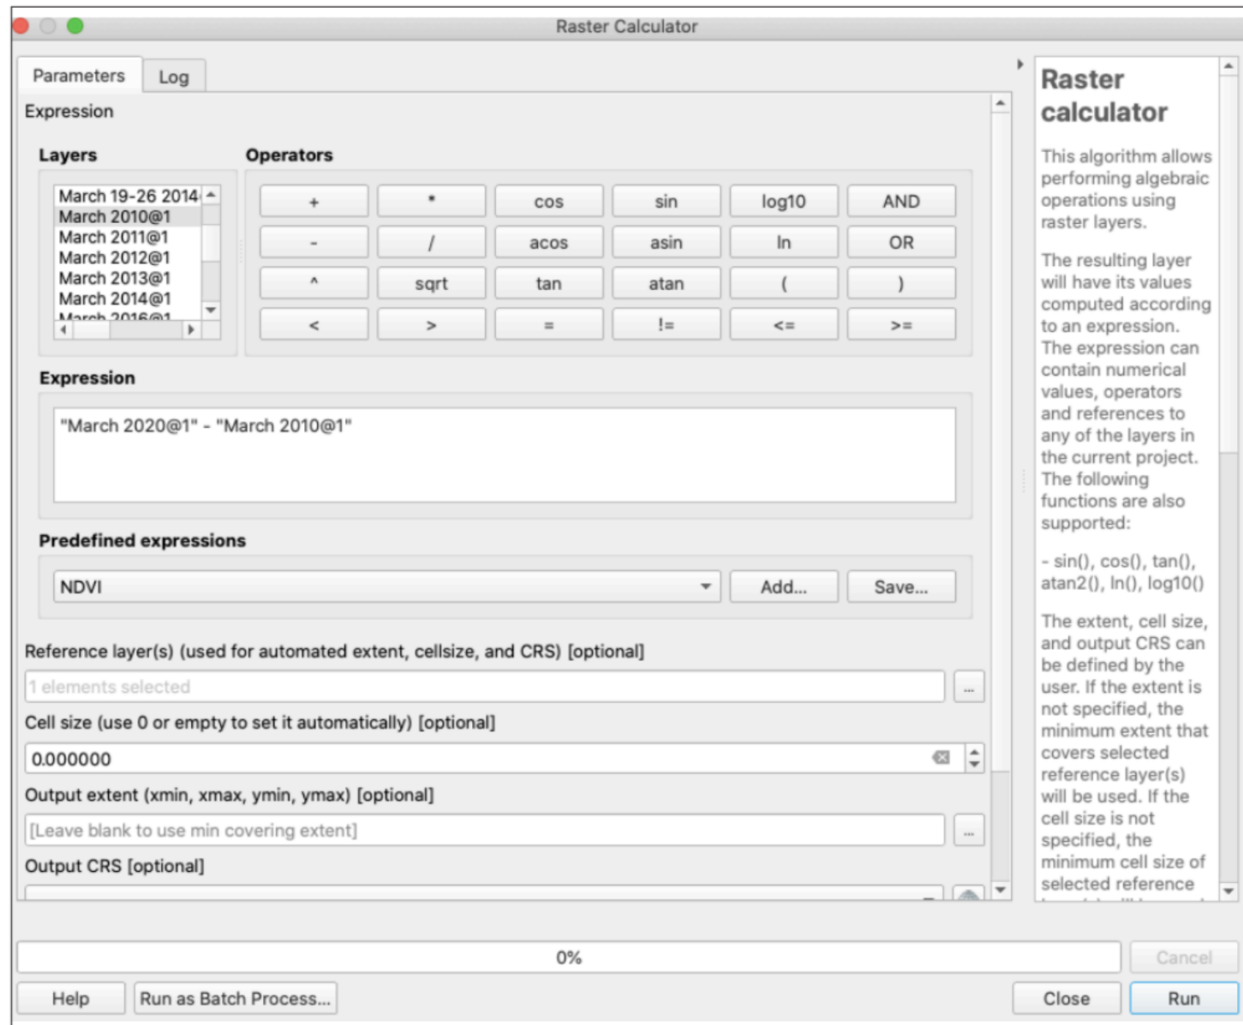 Raster Calculator
Parameters
Log
Expression
Layers
Operators
March 19-26 2014
March 2010@1
March 2011@1
March 2012@1
March 2013@1
March 2014@1
March 2016@1
+
*
cos
sin
log10
AND
-
/
acos
asin
ln
OR
^
sqrt
tan
atan
(
)
<
>
=
!=
<=
>=
Expression
"March 2020@1" - "March 2010@1"
Predefined expressions
NDVI
Add...
Save...
Reference layer(s) (used for automated extent, cellsize, and CRS) [optional]
1 elements selected
...
Cell size (use 0 or empty to set it automatically) [optional]
0.000000
Output extent (xmin, xmax, ymin, ymax) [optional]
[Leave blank to use min covering extent]
...
Output CRS [optional]
Raster
calculator
This algorithm allows
performing algebraic
operations using
raster layers.
The resulting layer
will have its values
computed according
to an expression.
The expression can
contain numerical
values, operators
and references to
any of the layers in
the current project.
The following
functions are also
supported:
- sin(), cos(), tan(),
atan2(), ln(), log10()
The extent, cell size,
and output CRS can
be defined by the
user. If the extent is
not specified, the
minimum extent that
covers selected
reference layer(s)
will be used. If the
cell size is not
specified, the
minimum cell size of
selected reference
0%
Cancel
Help
Run as Batch Process...
Close
Run